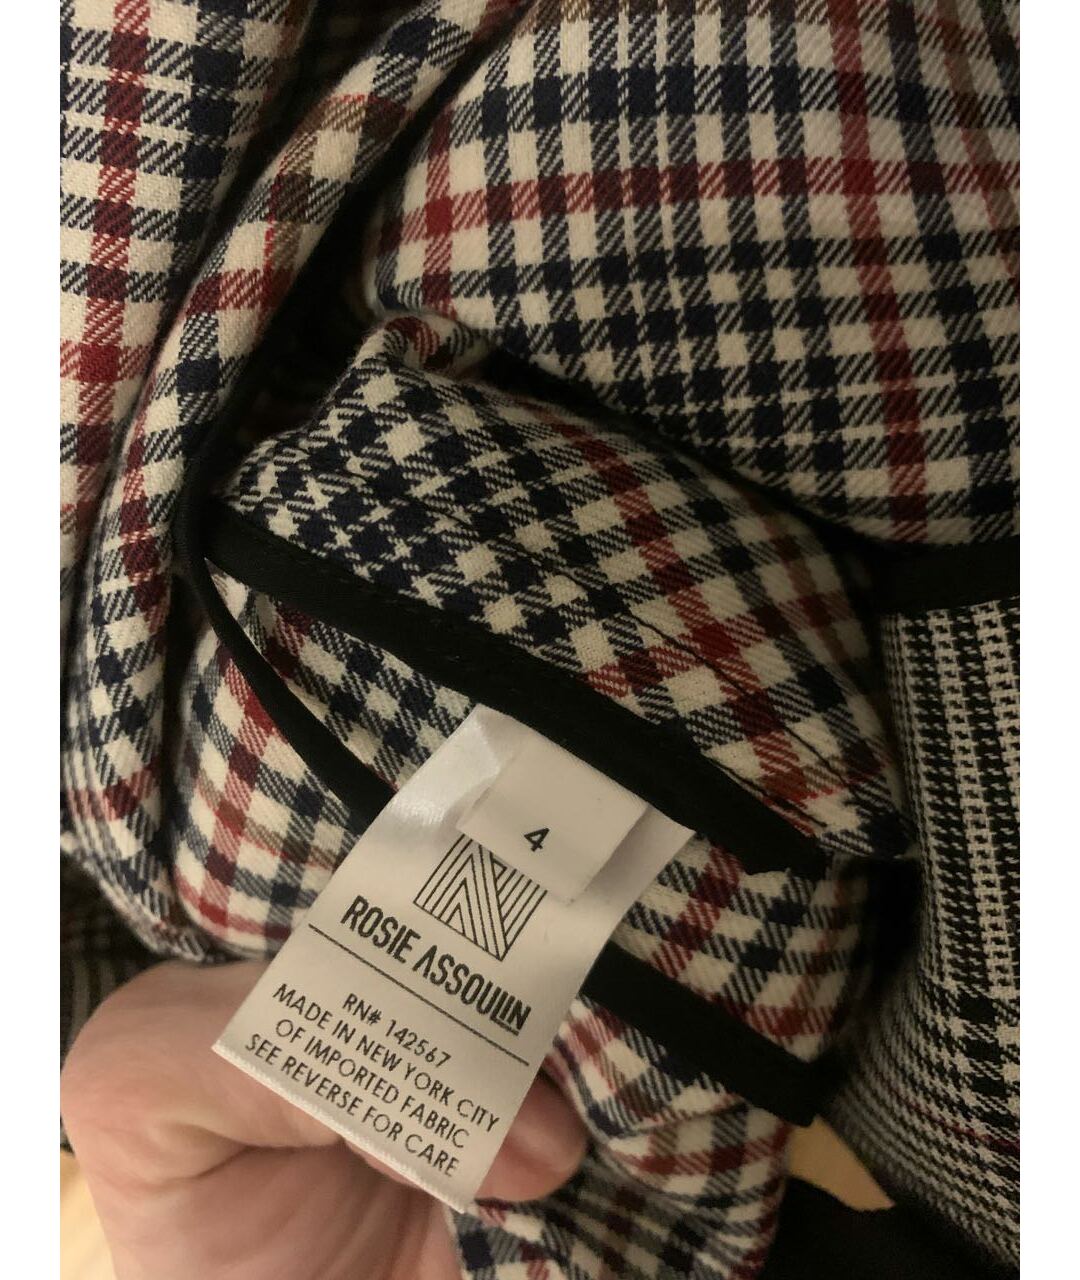 4
ROSIE ASSOULIN
RN# 142567
MADE IN NEW YORK CITY
OF IMPORTED FABRIC
SEE REVERSE FOR CARE